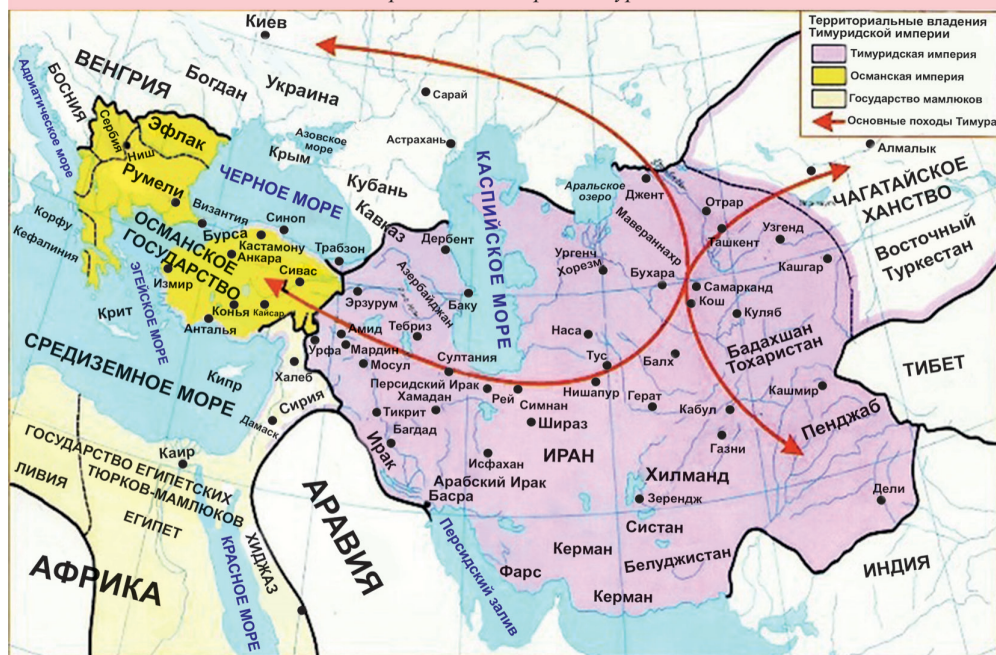 Территориальные владения
Тимуридской империи
Тимуридская империя
Османская империя
Государство мамлюков
Основные походы Тимура
Киев
ВЕНГРИЯ
Богдан
Украина
Сарай
Астрахань
БОСНИЯ
Адриатическое море
Сербия
Ниш
Эфлак
Румели
Азовское
море
Крым
ЧЕРНОЕ МОРЕ
Кубань
Кавказ
КАСПИЙСКОЕ МОРЕ
Аральское
озеро
Джент
Мавераннахр
Отрар
Ташкент
Узгенд
Кашгар
Алмалык
ЧАГАТАЙСКОЕ
ХАНСТВО
Восточный
Туркестан
Корфу
Кефалиния
Византия
Бурса
Синоп
Кастамону
Анкара
Трабзон
Сивас
ОСМАНСКОЕ
ГОСУДАРСТВО
ЭГЕЙСКОЕ МОРЕ
Измир
Конья
Кайсар
Анталья
Крит
СРЕДИЗЕМНОЕ МОРЕ
Кипр
Дербент
Азербайджан
Баку
Эрзурум
Тебриз
Амид
Урфа
Мардин
Мосул
Султания
Ургенч
Хорезм
Бухара
Самарканд
Кош
Куляб
Наса
Тус
Балх
Бадахшан
Тохаристан
ТИБЕТ
Халеб
Сирия
Дамаск
Персидский Ирак
Хамадан
Тикрит
Багдад
Ирак
Рей
Симнан
Нишапур
Герат
Кабул
Кашмир
Пенджаб
Газни
Шираз
ИРАН
Исфахан
Арабский Ирак
Басра
Хилманд
Зерендж
Систан
Дели
ГОСУДАРСТВО ЕГИПЕТСКИХ
ТЮРКОВ-МАМЛЮКОВ
Каир
ЛИВИЯ
ЕГИПЕТ
АФРИКА
КРАСНОЕ МОРЕ
ХИДЖАЗ
АРАВИЯ
Персидский залив
Фарс
Керман
Белуджистан
Керман
ИНДИЯ